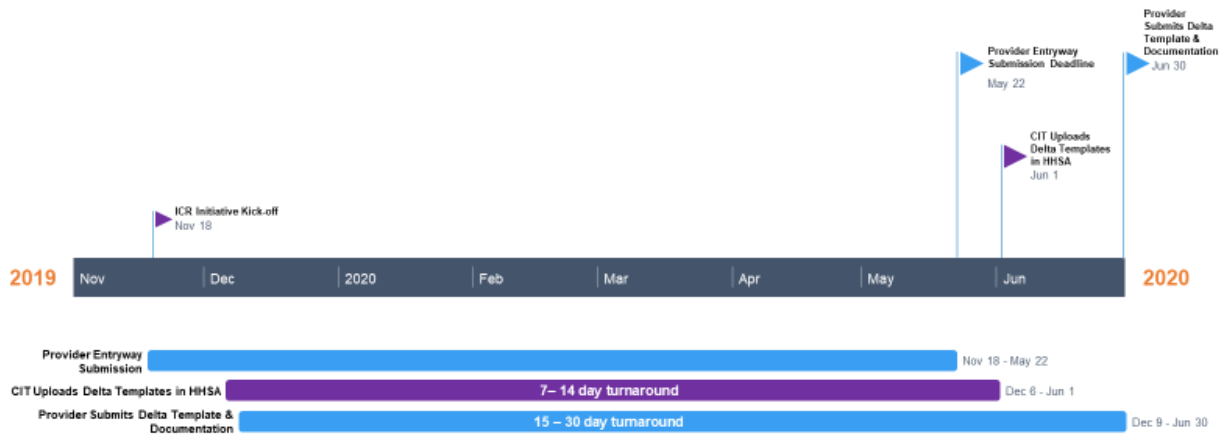 Provider
Submits Delta
Template &
Documentation
Jun 30
Provider Entryway
Submission Deadline
May 22
CIT Uploads
Delta Templates
in HHSA
Jun 1
ICR Initiative Kick-off
Nov 18
2019
Nov
Dec
2020
Feb
Mar
Apr
May
Jun
2020
Provider Entryway
Submission
Nov 18 - May 22
CIT Uploads Delta Templates in HHSA
7– 14 day turnaround
Dec 6 - Jun 1
Provider Submits Delta Template &
Documentation
15 – 30 day turnaround
Dec 9 - Jun 30